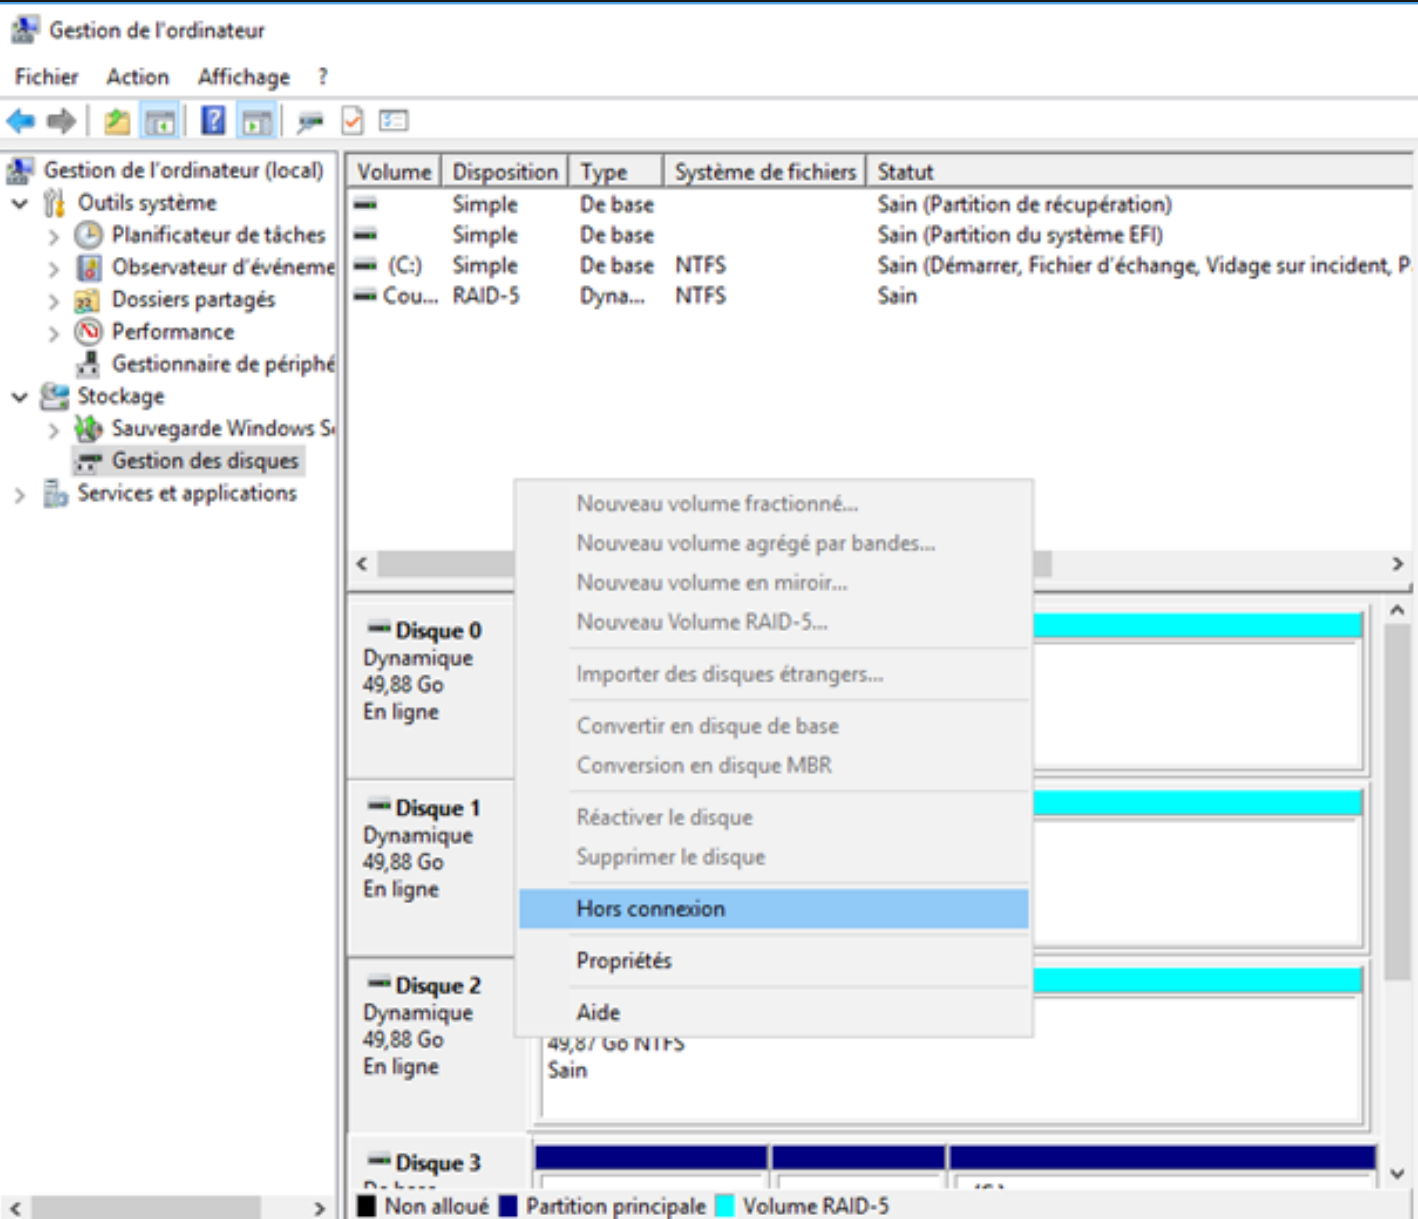 Gestion de l'ordinateur
Fichier Action Affichage ?
Gestion de l'ordinateur (local)
Outils système
Planificateur de tâches
Observateur d'événeme
Dossiers partagés
Performance
Gestionnaire de périphé
Stockage
Sauvegarde Windows S
Gestion des disques
Services et applications
Volume Disposition Type Système de fichiers Statut
Simple De base Sain (Partition de récupération)
Simple De base Sain (Partition du système EFI)
(C:) Simple De base NTFS Sain (Démarrer, Fichier d'échange, Vidage sur incident, P
Cou... RAID-5 Dyna... NTFS Sain
Nouveau volume fractionné...
Nouveau volume agrégé par bandes...
Nouveau volume en miroir...
Nouveau Volume RAID-5...
Importer des disques étrangers...
Convertir en disque de base
Conversion en disque MBR
Réactiver le disque
Supprimer le disque
Hors connexion
Propriétés
Aide
Disque 0
Dynamique
49,88 Go
En ligne
Disque 1
Dynamique
49,88 Go
En ligne
Disque 2
Dynamique
49,88 Go
En ligne
49,87 Go NTFS
Sain
Disque 3
Non alloué Partition principale Volume RAID-5